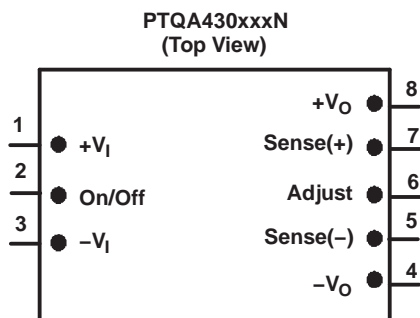 PTQA430xxxN
(Top View)
1 +VI
2 On/Off
3 −VI
+VO 8
Sense(+) 7
Adjust 6
Sense(−) 5
−VO 4